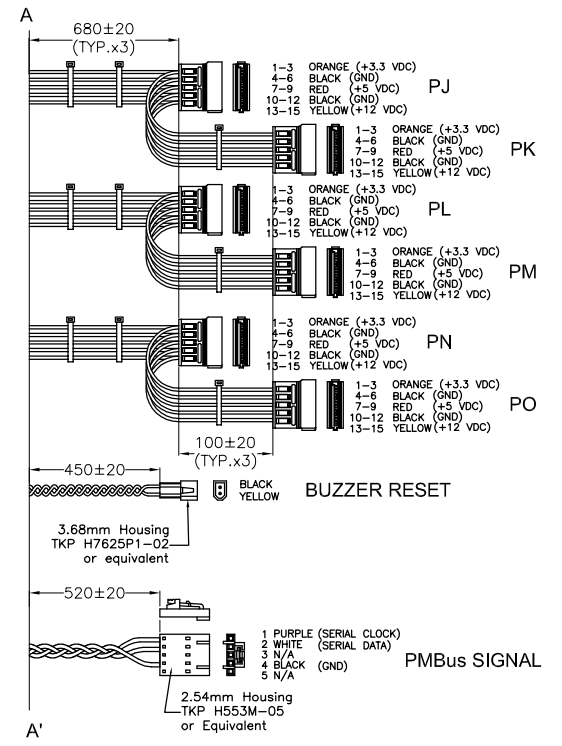 A
680±20
(TYP.x3)
1-3 ORANGE (+3.3 VDC)
4-6 BLACK (GND)
7-9 RED (+5 VDC)
10-12 BLACK (GND)
13-15 YELLOW (+12 VDC)
PJ
1-3 ORANGE (+3.3 VDC)
4-6 BLACK (GND)
7-9 RED (+5 VDC)
10-12 BLACK (GND)
13-15 YELLOW (+12 VDC)
PK
1-3 ORANGE (+3.3 VDC)
4-6 BLACK (GND)
7-9 RED (+5 VDC)
10-12 BLACK (GND)
13-15 YELLOW (+12 VDC)
PL
1-3 ORANGE (+3.3 VDC)
4-6 BLACK (GND)
7-9 RED (+5 VDC)
10-12 BLACK (GND)
13-15 YELLOW (+12 VDC)
PM
1-3 ORANGE (+3.3 VDC)
4-6 BLACK (GND)
7-9 RED (+5 VDC)
10-12 BLACK (GND)
13-15 YELLOW (+12 VDC)
PN
1-3 ORANGE (+3.3 VDC)
4-6 BLACK (GND)
7-9 RED (+5 VDC)
10-12 BLACK (GND)
13-15 YELLOW (+12 VDC)
PO
100±20
(TYP.x3)
450±20
BLACK
YELLOW
BUZZER RESET
3.68mm Housing
TKP H7625P1-02
or equivalent
520±20
1 PURPLE (SERIAL CLOCK)
2 WHITE (SERIAL DATA)
3 N/A
4 BLACK (GND)
5 N/A
PMBus SIGNAL
2.54mm Housing
TKP H553M-05
or Equivalent
A'